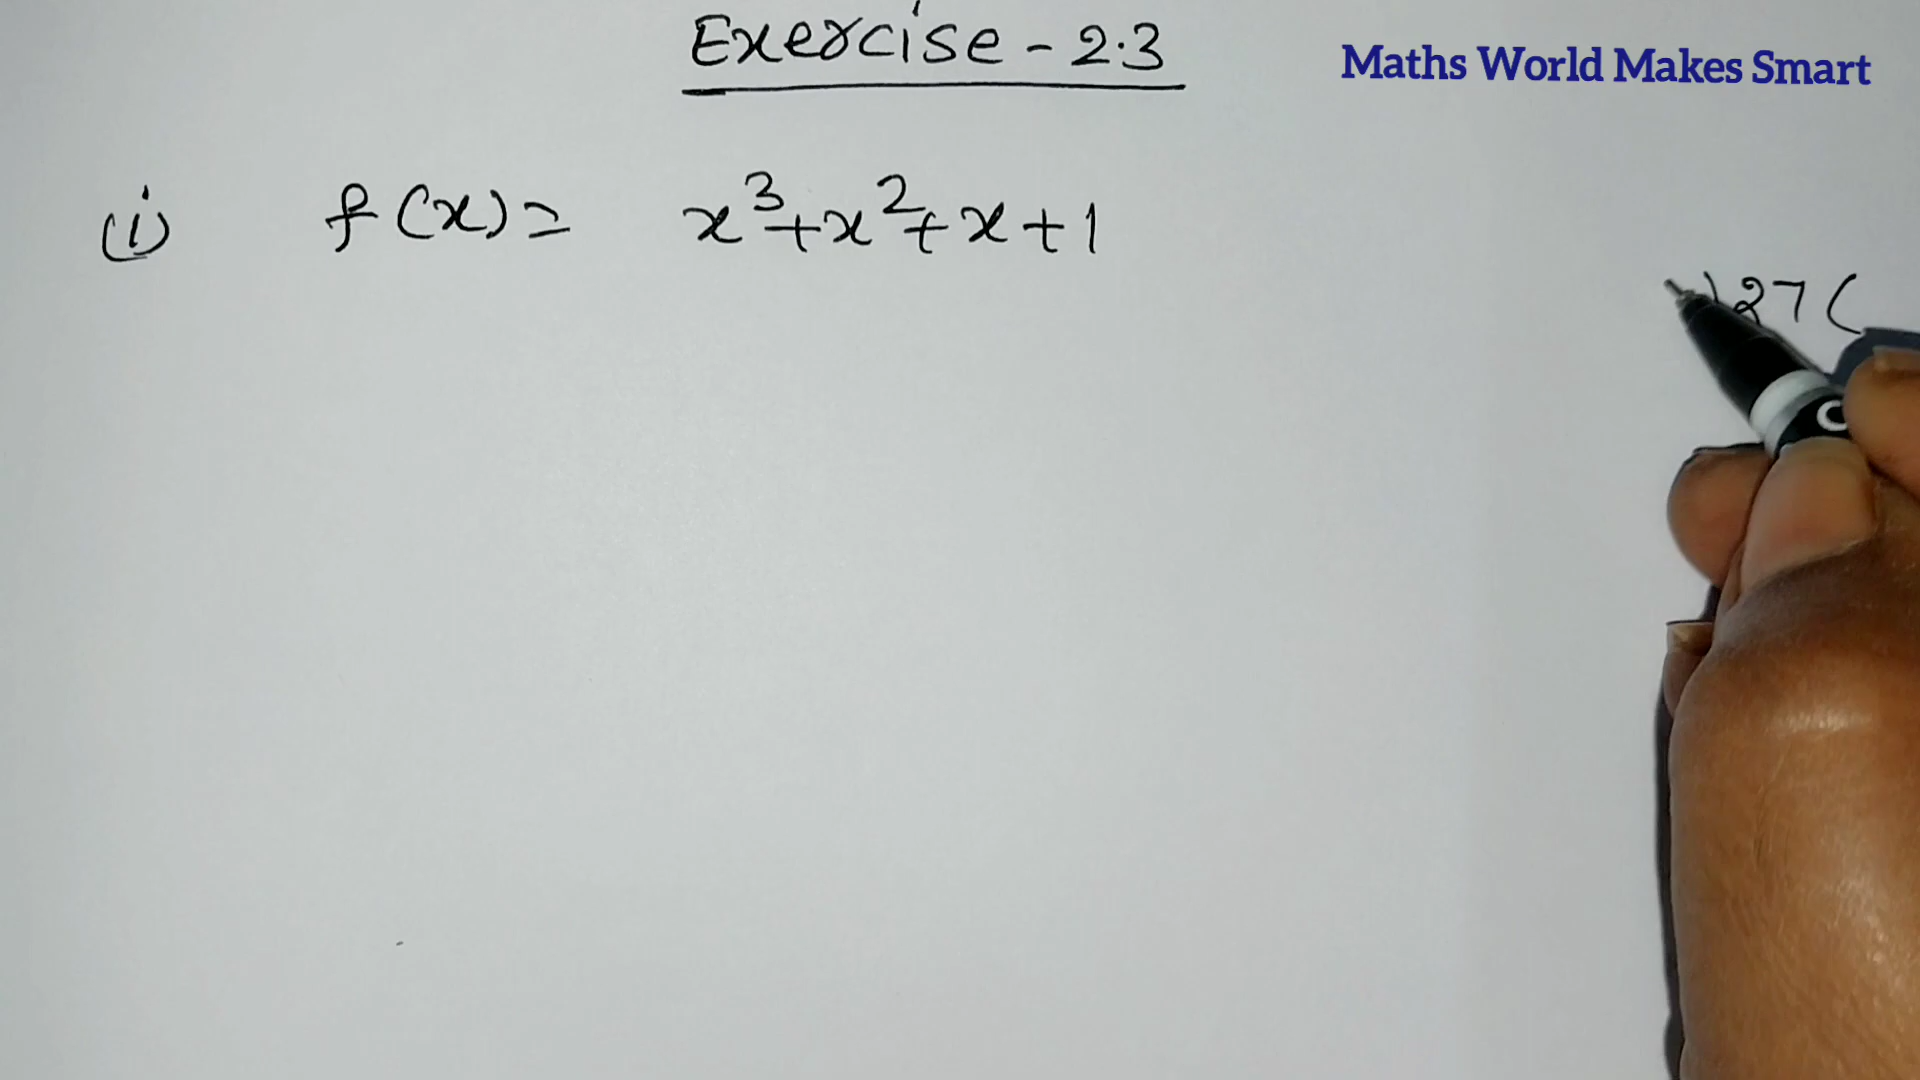 Exercise - 2.3
Maths World Makes Smart
(i) f(x) = x³+x²+x+1
)27(